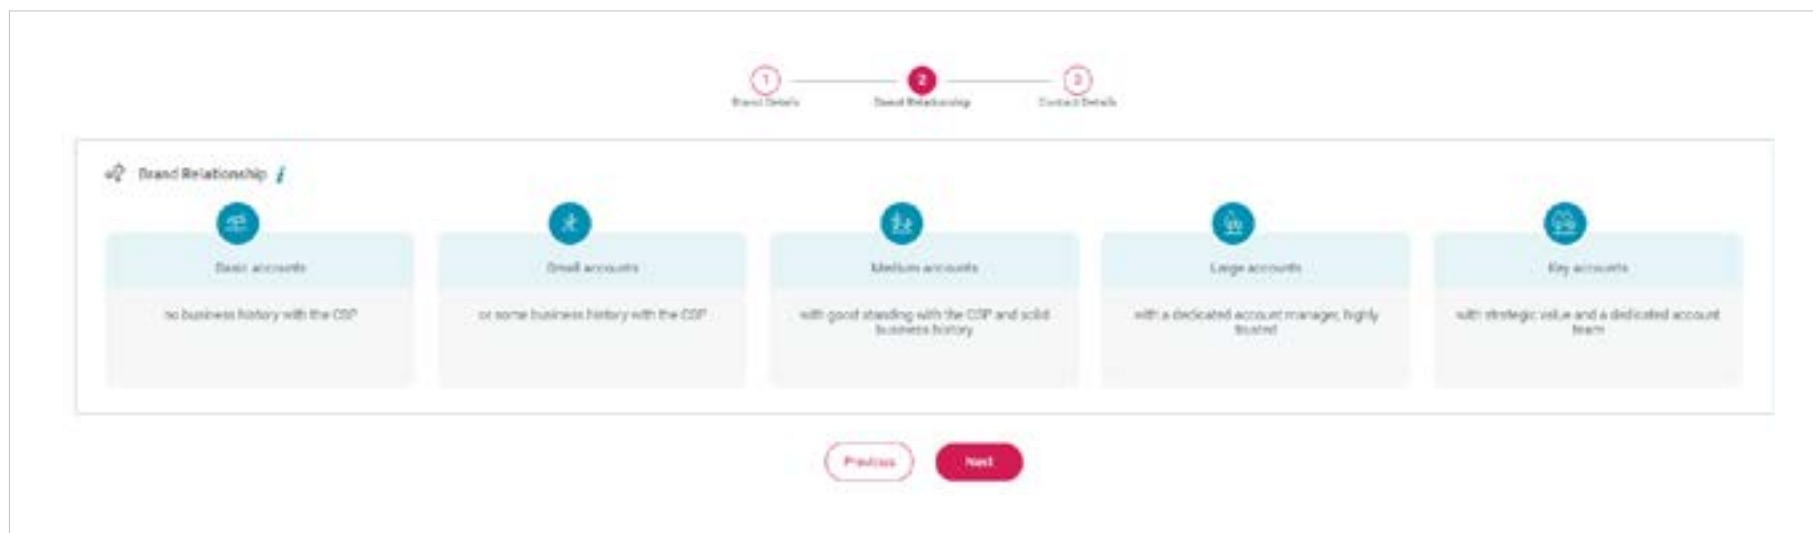 1
2
3
Brand Details
Brand Relationship
Contact Details
Brand Relationship i
Basic accounts
no business history with the CSP
Small accounts
or some business history with the CSP
Medium accounts
with good standing with the CSP and solid
business history
Large accounts
with a dedicated account manager, highly
trusted
Key accounts
with strategic value and a dedicated account
team
Previous
Next